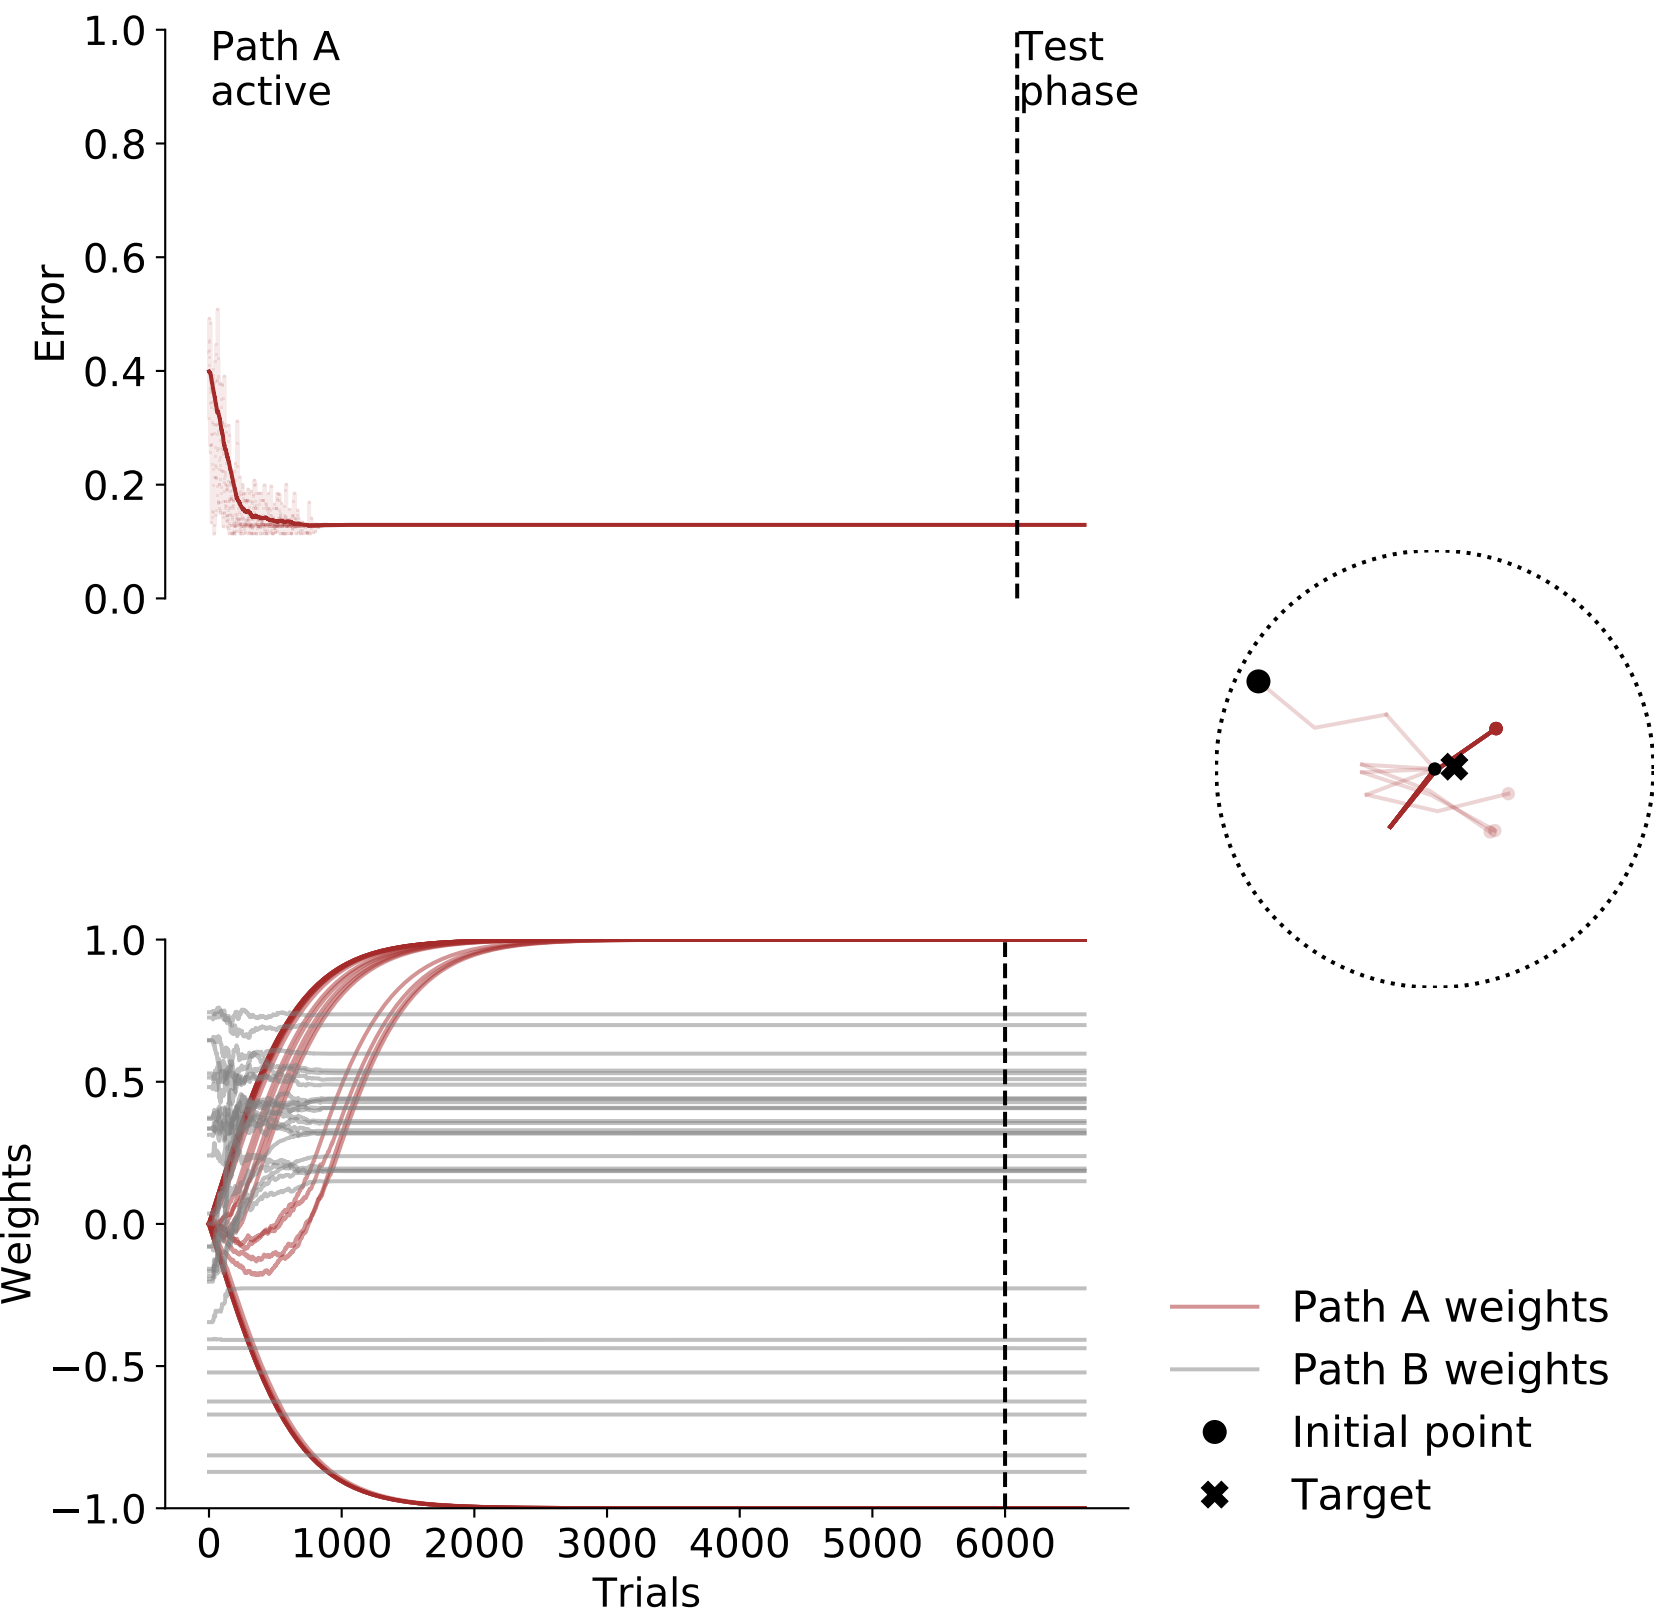 Path A
active
Test
phase
1.0
0.8
0.6
0.4
0.2
0.0
Error
1.0
0.5
0.0
−0.5
−1.0
Weights
0
1000
2000
3000
4000
5000
6000
Trials
Path A weights
Path B weights
Initial point
Target